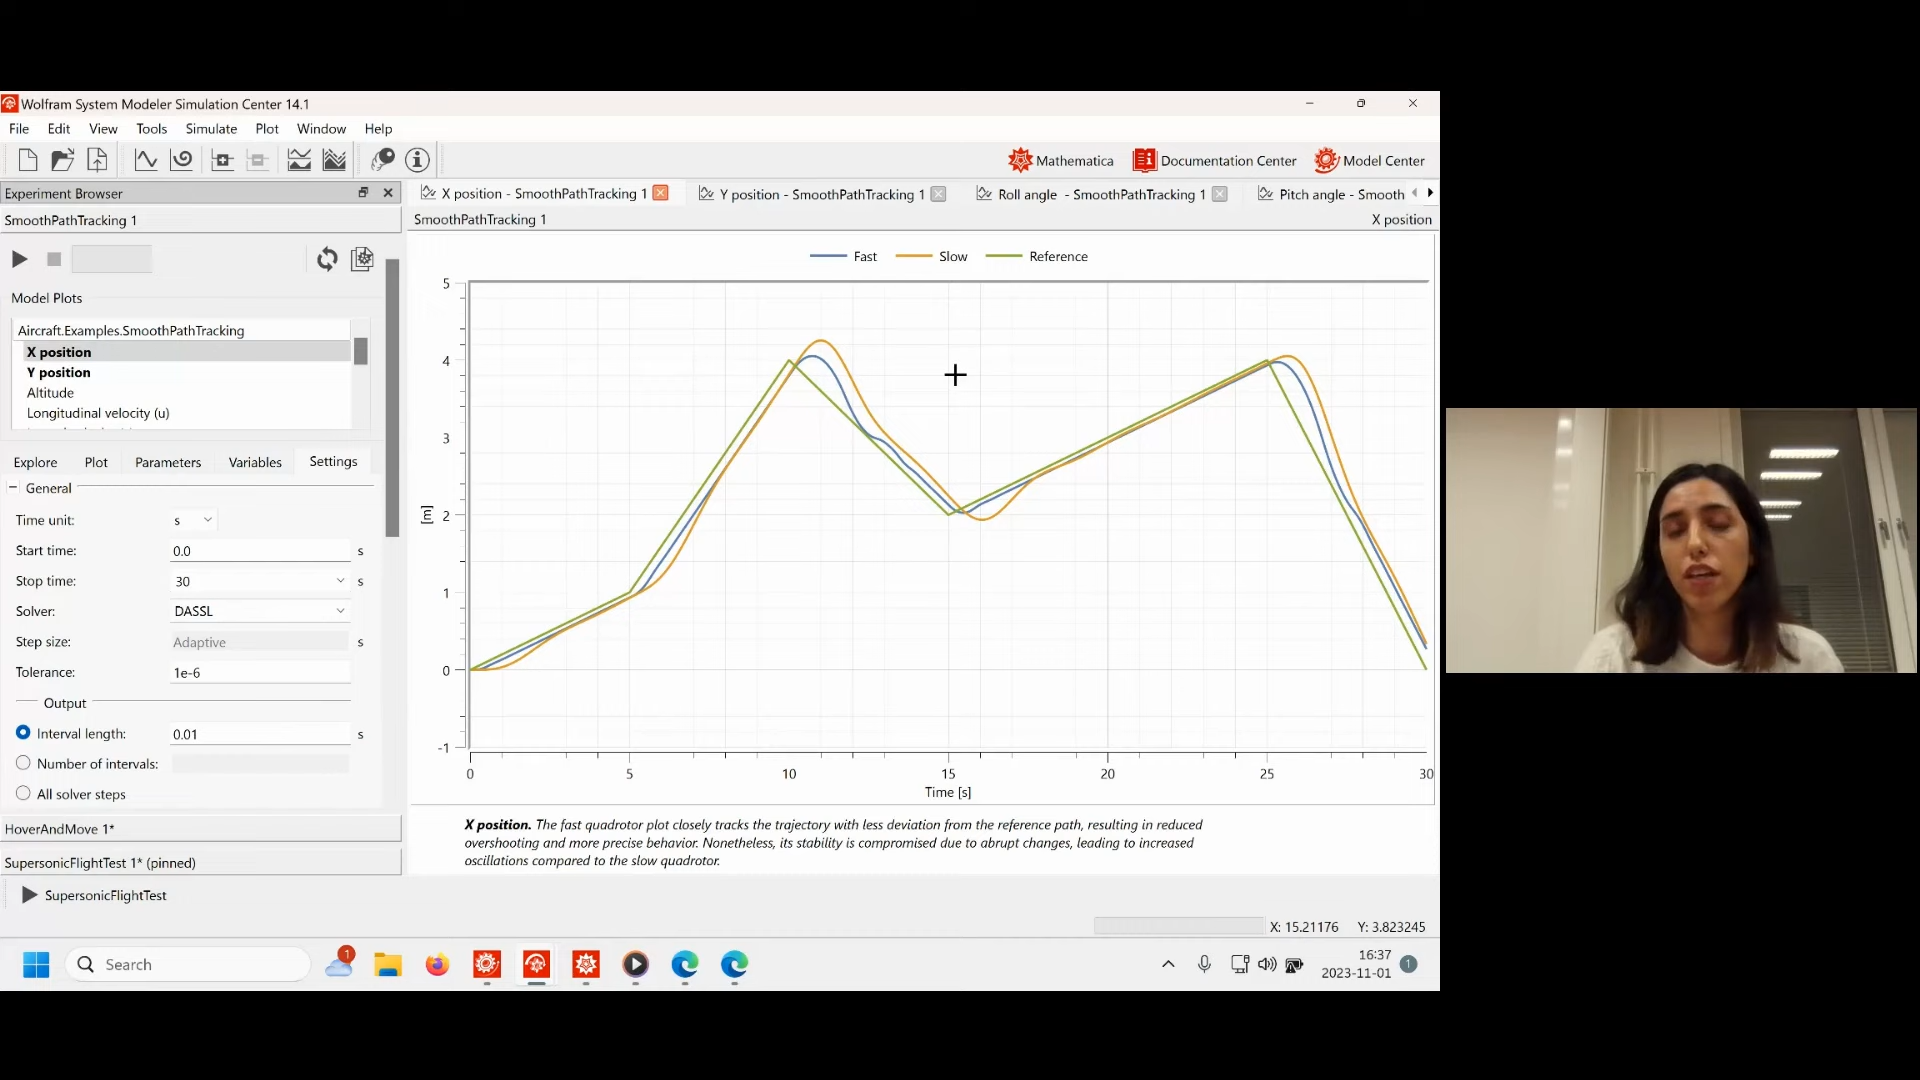 Wolfram System Modeler Simulation Center 14.1
File Edit View Tools Simulate Plot Window Help
Mathematica Documentation Center Model Center
Experiment Browser
SmoothPathTracking 1
Model Plots
Aircraft.Examples.SmoothPathTracking
X position
Y position
Altitude
Longitudinal velocity (u)
Explore Plot Parameters Variables Settings
General
Time unit: s
Start time: 0.0 s
Stop time: 30 s
Solver: DASSL
Step size: Adaptive s
Tolerance: 1e-6
Output
Interval length: 0.01 s
Number of intervals:
All solver steps
HoverAndMove 1*
SupersonicFlightTest 1* (pinned)
SupersonicFlightTest
X position - SmoothPathTracking 1 Y position - SmoothPathTracking 1 Roll angle - SmoothPathTracking 1 Pitch angle - Smooth
SmoothPathTracking 1 X position
Fast Slow Reference
5
4
3
2
1
0
-1
[m]
0 5 10 15 20 25 30
Time [s]
X position. The fast quadrotor plot closely tracks the trajectory with less deviation from the reference path, resulting in reduced
overshooting and more precise behavior. Nonetheless, its stability is compromised due to abrupt changes, leading to increased
oscillations compared to the slow quadrotor.
X: 15.21176 Y: 3.823245
Search
1
16:37
2023-11-01
1